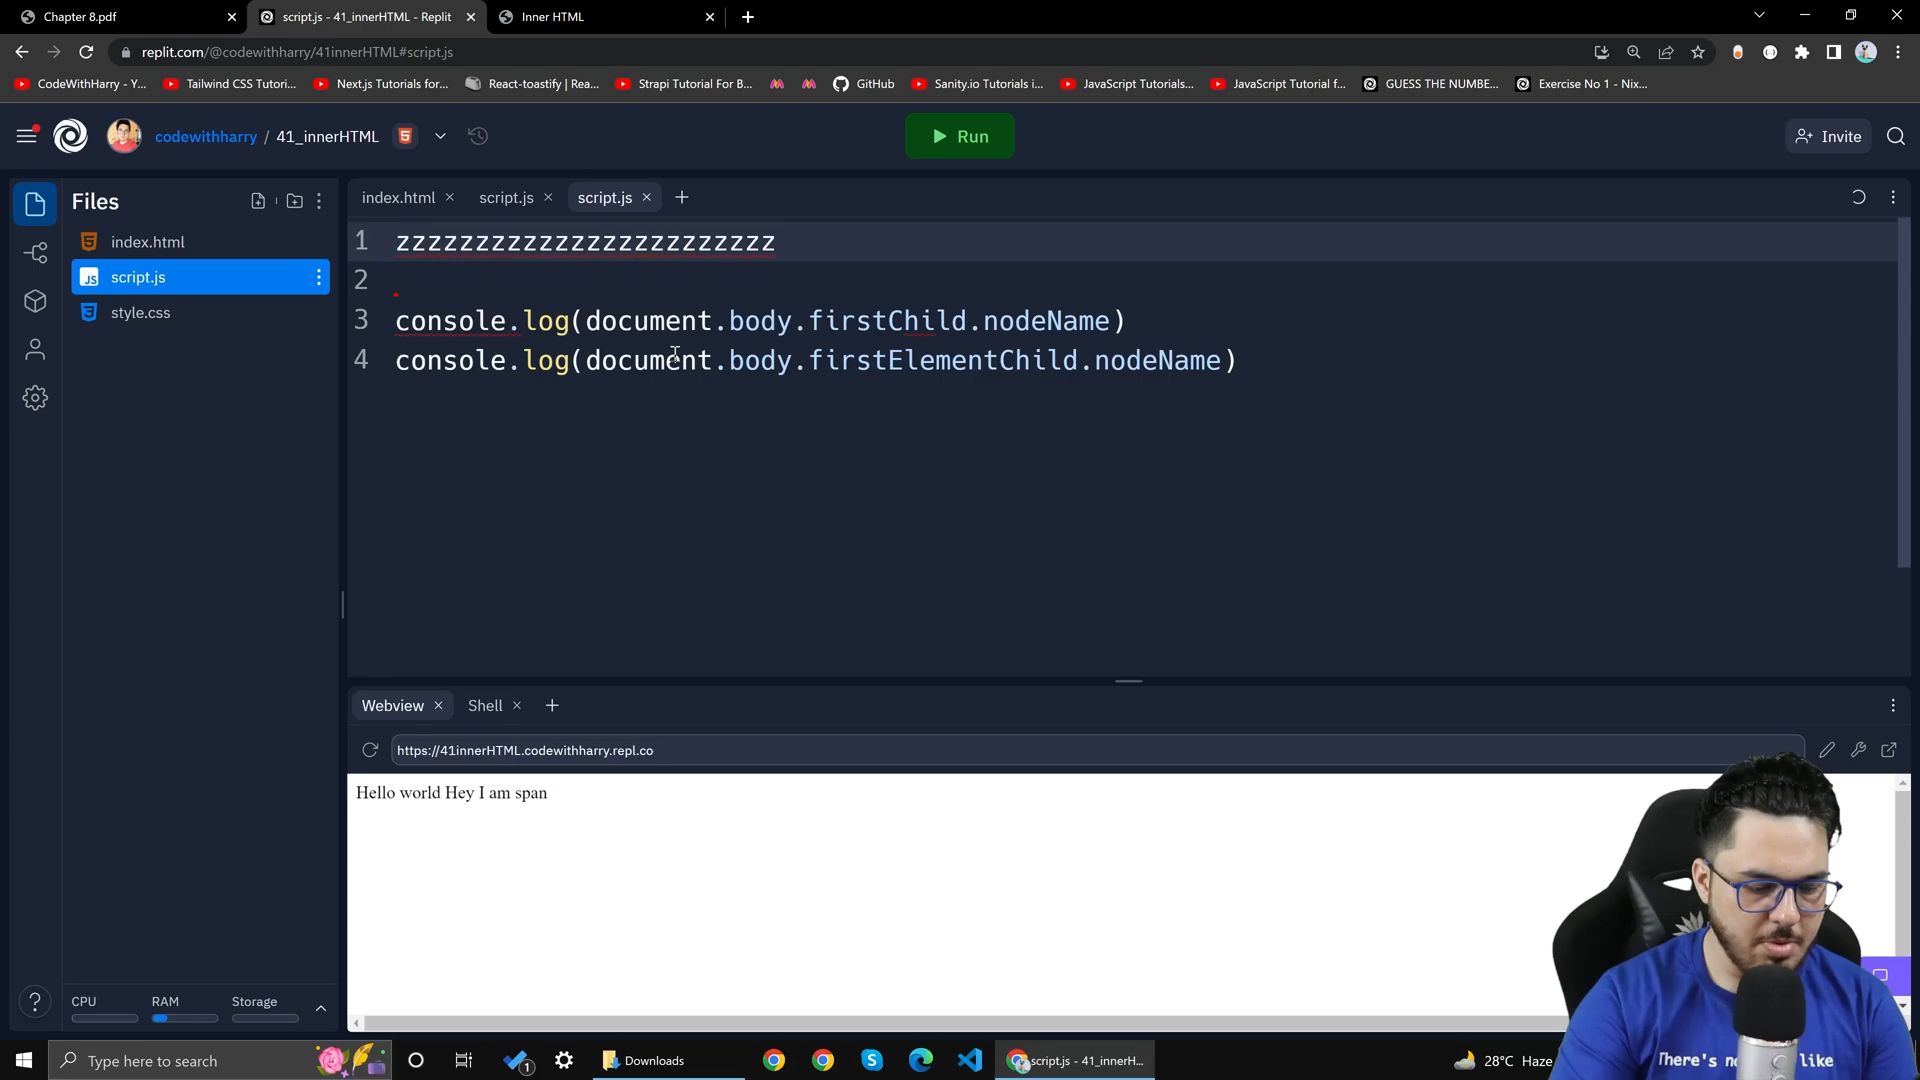 Chapter 8.pdf
script.js - 41_innerHTML - Replit
Inner HTML
replit.com/@codewithharry/41innerHTML#script.js
CodeWithHarry - Y...
Tailwind CSS Tutori...
Next.js Tutorials for...
React-toastify | Rea...
Strapi Tutorial For B...
GitHub
Sanity.io Tutorials i...
JavaScript Tutorials...
JavaScript Tutorial f...
GUESS THE NUMBE...
Exercise No 1 - Nix...
codewithharry / 41_innerHTML
Run
Invite
Files
index.html
script.js
style.css
index.html
script.js
script.js
1 zzzzzzzzzzzzzzzzzzzzzzzz
2
3 console.log(document.body.firstChild.nodeName)
4 console.log(document.body.firstElementChild.nodeName)
Webview
Shell
https://41innerHTML.codewithharry.repl.co
Hello world Hey I am span
CPU
RAM
Storage
Type here to search
1
Downloads
script.js - 41_innerH...
28°C Haze
There's no
like